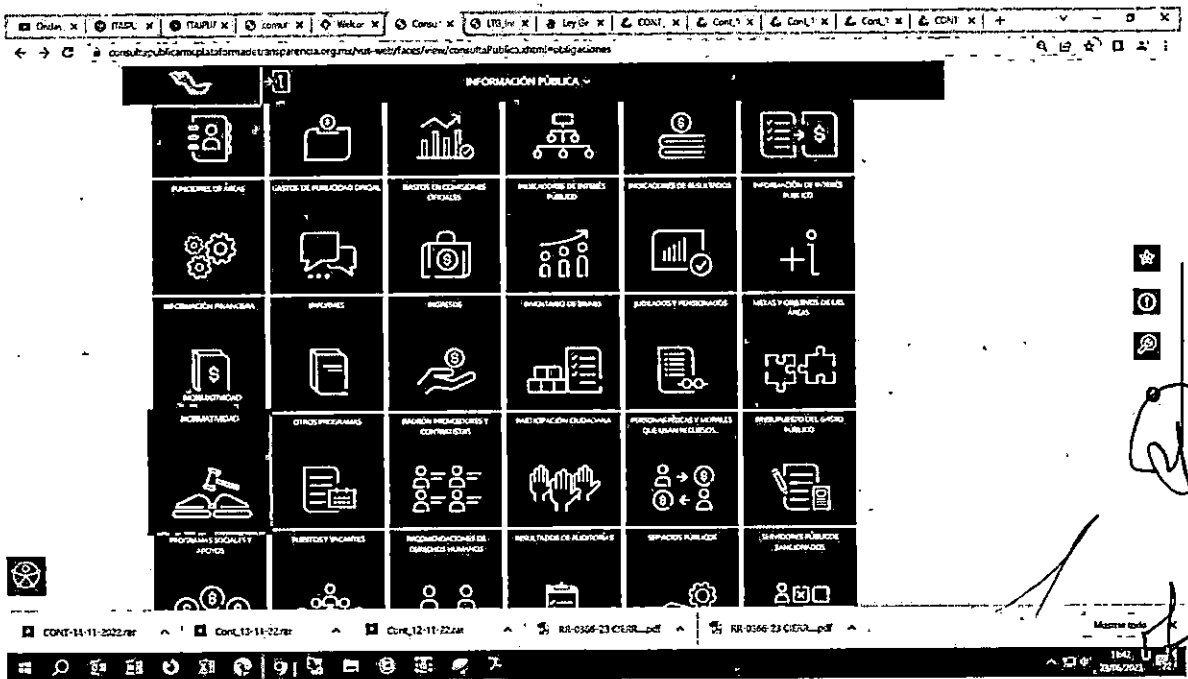 consultapublicamx.plataformadetransparencia.org.mx/vut-web/faces/view/consultaPublica.xhtml#obligaciones
INFORMACIÓN PÚBLICA
FUNCIONES DE ÁREAS
GASTOS DE PUBLICIDAD OFICIAL
GASTOS EN COMISIONES
OFICIALES
INDICADORES DE INTERÉS
PÚBLICO
INDICADORES DE RESULTADOS
INFORMACIÓN DE INTERÉS
PÚBLICO
INFORMACIÓN FINANCIERA
INFORMES
INGRESOS
INVENTARIO DE BIENES
JUBILADOS Y PENSIONADOS
METAS Y OBJETIVOS DE LAS
ÁREAS
NORMATIVIDAD
NORMATIVIDAD
OTROS PROGRAMAS
PADRÓN PROVEEDORES Y
CONTRATISTAS
PARTICIPACIÓN CIUDADANA
PERSONAS FÍSICAS Y MORALES
QUE USAN RECURSOS...
PRESUPUESTO DEL GASTO
PÚBLICO
PROGRAMAS SOCIALES Y
APOYOS
PUESTOS Y VACANTES
RECOMENDACIONES DE
DERECHOS HUMANOS
RESULTADOS DE AUDITORÍAS
SERVICIOS PÚBLICOS
SERVIDORES PÚBLICOS
SANCIONADOS
CONT-14-11-2022.rar
Cont_13-11-22.rar
Cont_12-11-22.rar
RR-0366-23 CIERR....pdf
RR-0366-23 CIERR....pdf
Mostrar todo